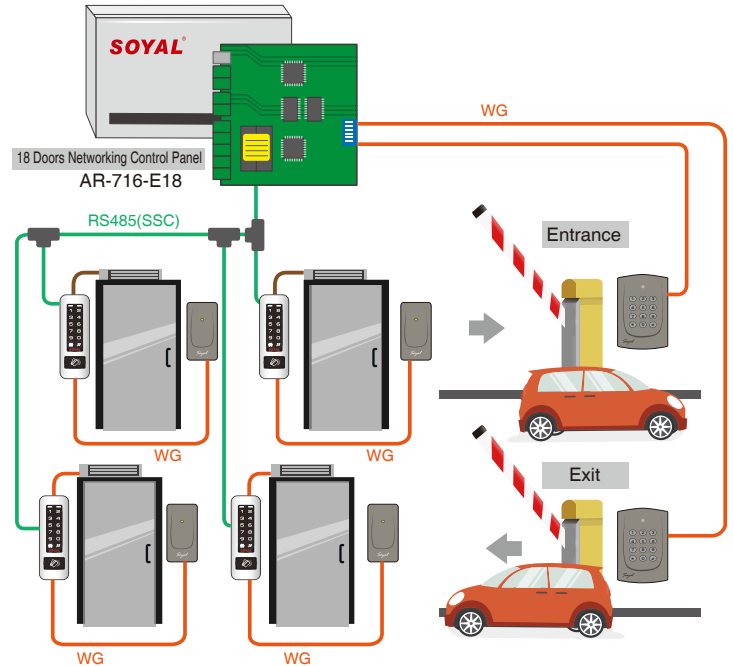 SOYAL®
WG
18 Doors Networking Control Panel
AR-716-E18
RS485(SSC)
Entrance
WG
WG
Exit
WG
WG